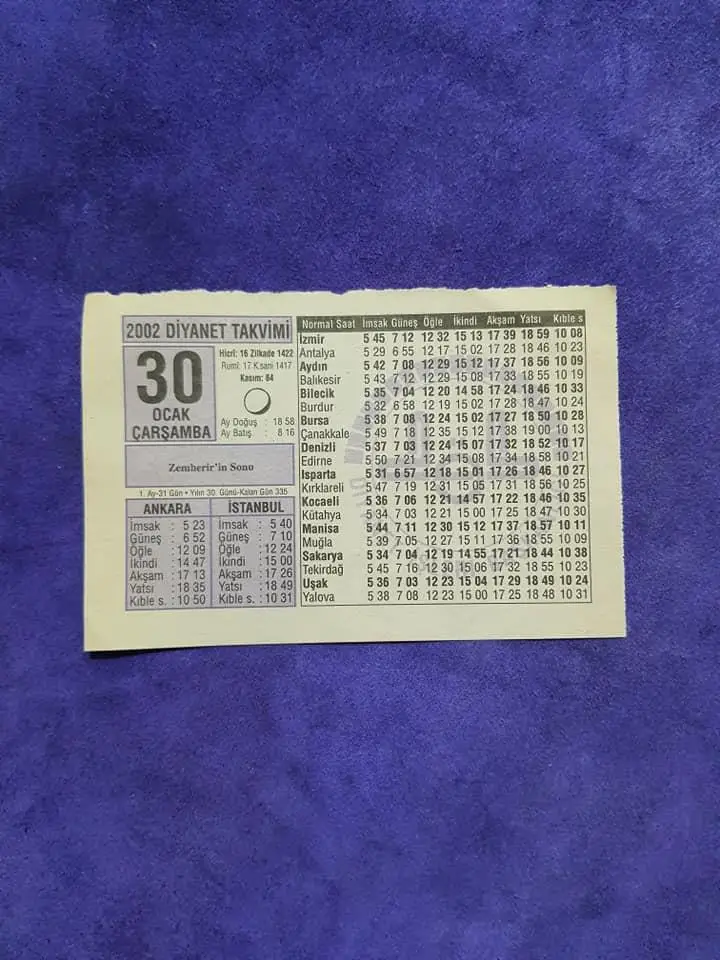 2002 DİYANET TAKVİMİ
30
OCAK
ÇARŞAMBA
Hicrî: 16 Zilkade 1422
Rumî: 17 K.sani 1417
Kasım: 84
Ay Doğuş : 18 58
Ay Batış : 8 16
Zemherir'in Sonu
1. Ay-31 Gün • Yılın 30. Günü-Kalan Gün 335
ANKARA
İmsak : 5 23
Güneş : 6 52
Öğle : 12 09
İkindi : 14 47
Akşam : 17 13
Yatsı : 18 35
Kıble s. : 10 50
İSTANBUL
İmsak : 5 40
Güneş : 7 10
Öğle : 12 24
İkindi : 15 00
Akşam : 17 26
Yatsı : 18 49
Kıble s. : 10 31
Normal Saat İmsak Güneş Öğle İkindi Akşam Yatsı Kıble s
İzmir 5 45 7 12 12 32 15 13 17 39 18 59 10 08
Antalya 5 29 6 55 12 17 15 02 17 28 18 46 10 23
Aydın 5 42 7 08 12 29 15 12 17 37 18 56 10 09
Balıkesir 5 43 7 12 12 29 15 08 17 33 18 55 10 19
Bilecik 5 35 7 04 12 20 14 58 17 24 18 46 10 33
Burdur 5 32 6 58 12 19 15 02 17 28 18 47 10 24
Bursa 5 38 7 08 12 24 15 02 17 27 18 50 10 28
Çanakkale 5 49 7 18 12 35 15 12 17 38 19 00 10 13
Denizli 5 37 7 03 12 24 15 07 17 32 18 52 10 17
Edirne 5 50 7 21 12 34 15 08 17 34 18 58 10 21
Isparta 5 31 6 57 12 18 15 01 17 26 18 46 10 27
Kırklareli 5 47 7 19 12 31 15 05 17 31 18 56 10 25
Kocaeli 5 36 7 06 12 21 14 57 17 22 18 46 10 35
Kütahya 5 34 7 03 12 21 15 00 17 25 18 47 10 30
Manisa 5 44 7 11 12 30 15 12 17 37 18 57 10 11
Muğla 5 39 7 05 12 27 15 11 17 36 18 55 10 09
Sakarya 5 34 7 04 12 19 14 55 17 21 18 44 10 38
Tekirdağ 5 45 7 16 12 30 15 06 17 32 18 55 10 23
Uşak 5 36 7 03 12 23 15 04 17 29 18 49 10 24
Yalova 5 38 7 08 12 23 15 00 17 25 18 48 10 31